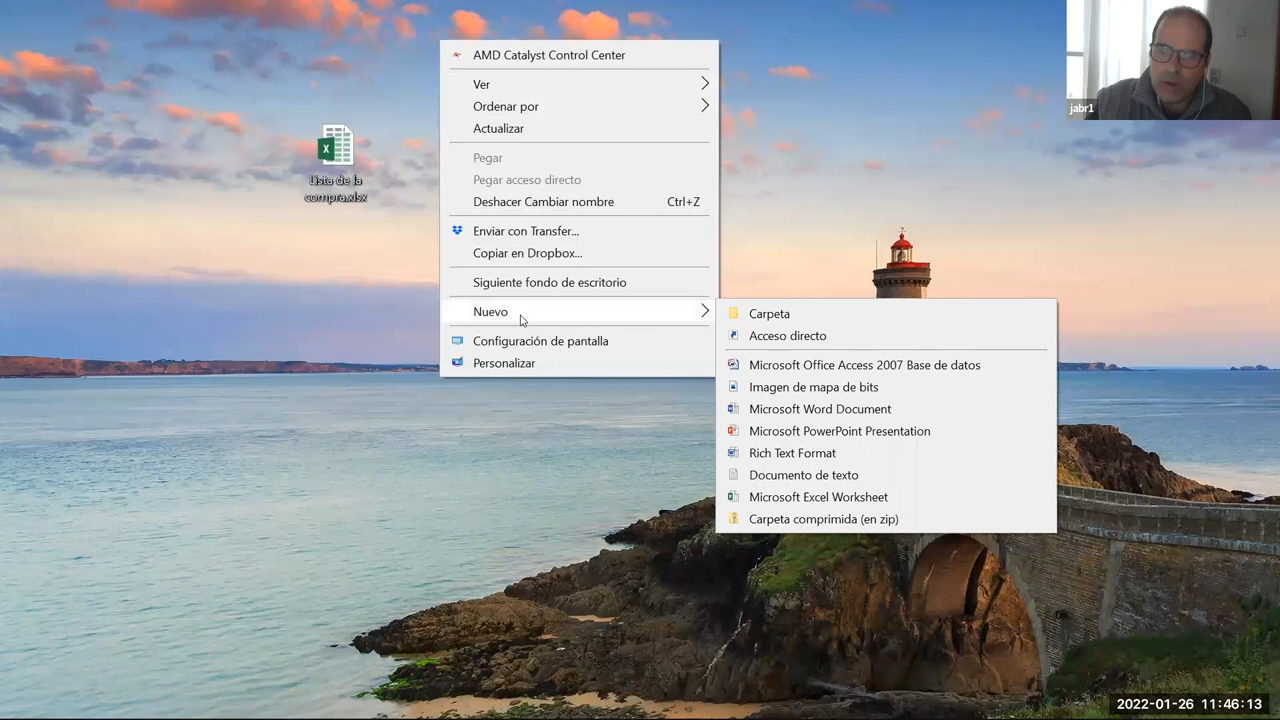 AMD Catalyst Control Center
Ver
Ordenar por
Actualizar
Pegar
Pegar acceso directo
Deshacer Cambiar nombre Ctrl+Z
Enviar con Transfer...
Copiar en Dropbox...
Siguiente fondo de escritorio
Nuevo
Configuración de pantalla
Personalizar
Lista de la
compra.xlsx
Carpeta
Acceso directo
Microsoft Office Access 2007 Base de datos
Imagen de mapa de bits
Microsoft Word Document
Microsoft PowerPoint Presentation
Rich Text Format
Documento de texto
Microsoft Excel Worksheet
Carpeta comprimida (en zip)
jabr1
2022-01-26 11:46:13